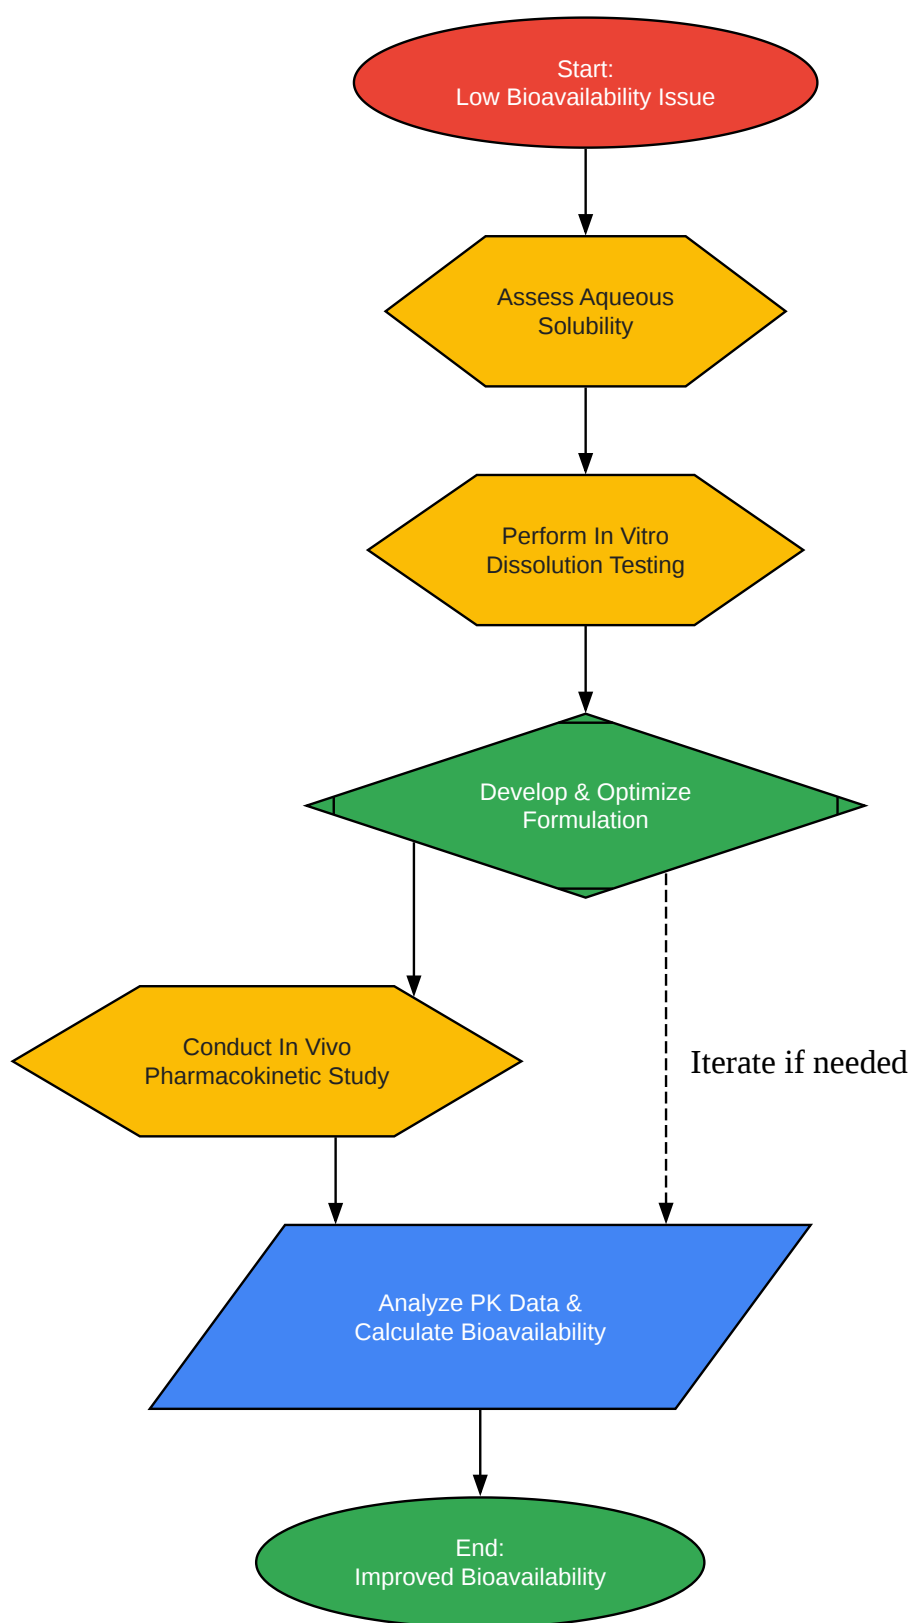 Start:
Low Bioavailability Issue
Assess Aqueous
Solubility
Perform In Vitro
Dissolution Testing
Develop & Optimize
Formulation
Conduct In Vivo
Pharmacokinetic Study
Iterate if needed
Analyze PK Data &
Calculate Bioavailability
End:
Improved Bioavailability